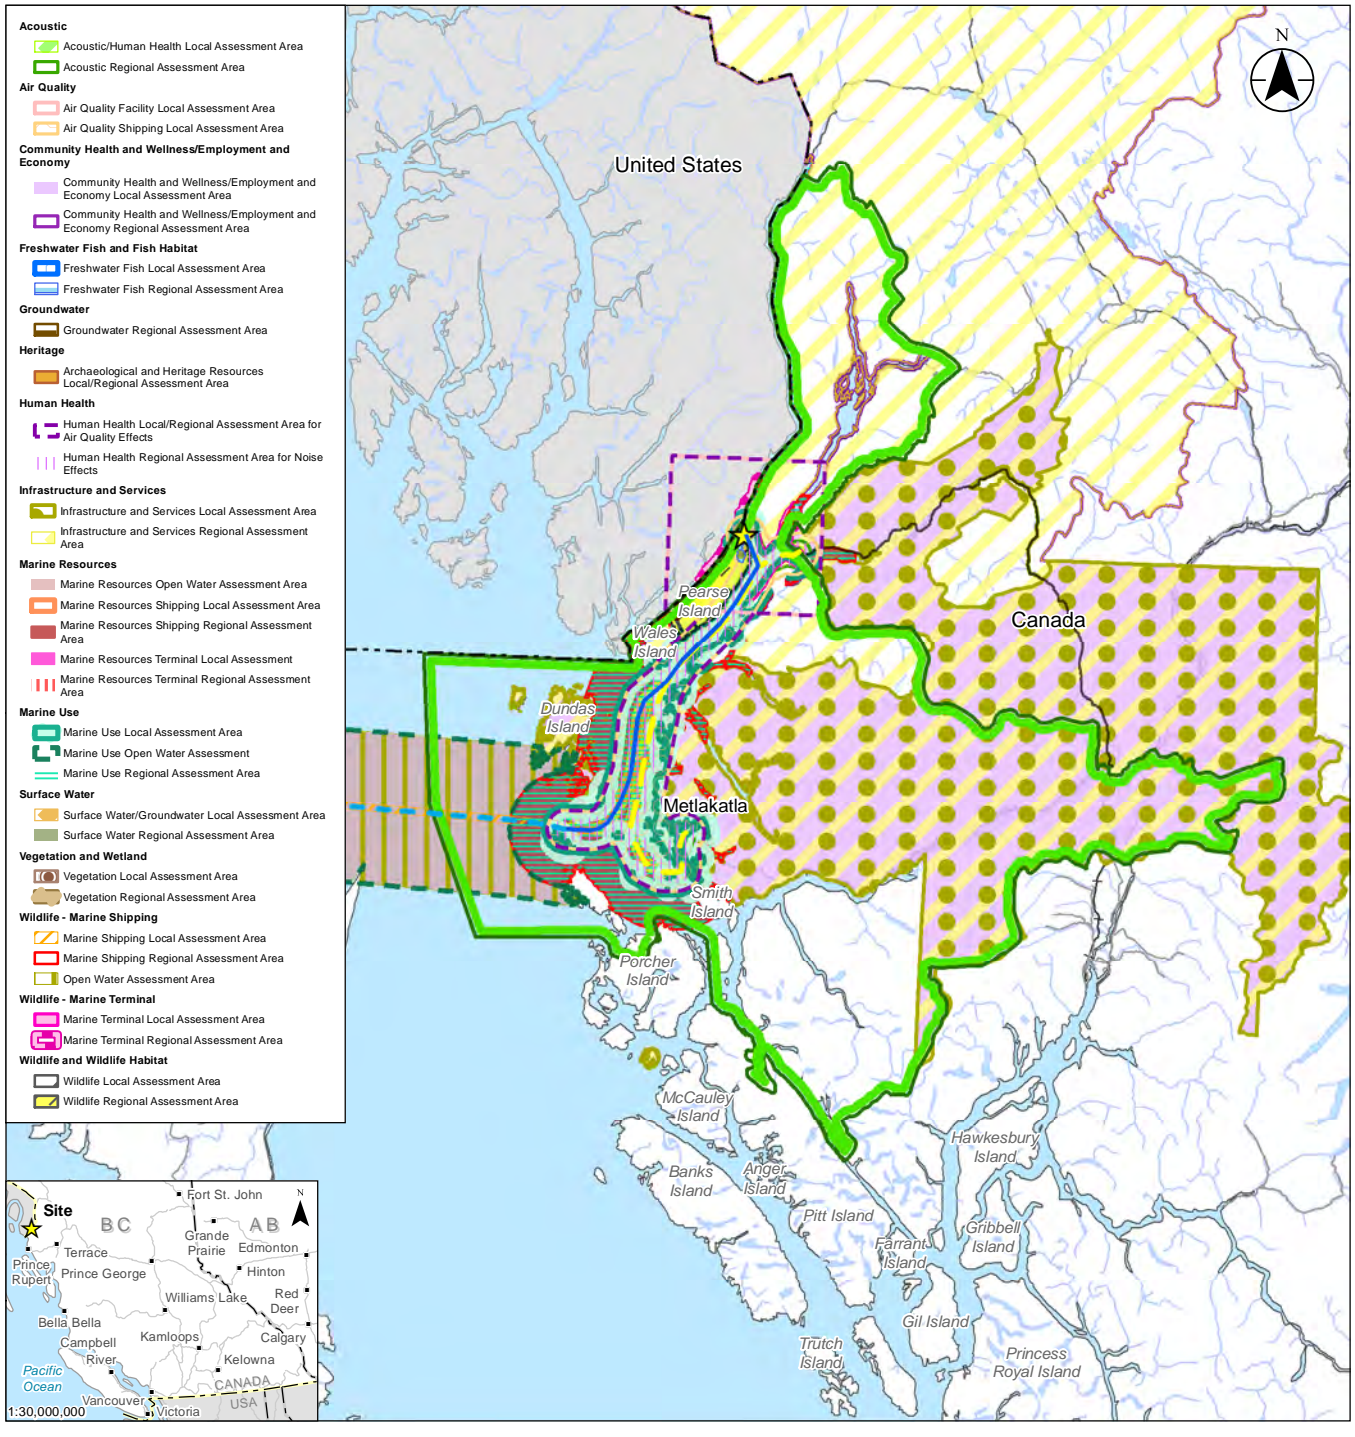 Acoustic
Acoustic/Human Health Local Assessment Area
Acoustic Regional Assessment Area
Air Quality
Air Quality Facility Local Assessment Area
Air Quality Shipping Local Assessment Area
Community Health and Wellness/Employment and
Economy
Community Health and Wellness/Employment and
Economy Local Assessment Area
Community Health and Wellness/Employment and
Economy Regional Assessment Area
Freshwater Fish and Fish Habitat
Freshwater Fish Local Assessment Area
Freshwater Fish Regional Assessment Area
Groundwater
Groundwater Regional Assessment Area
Heritage
Archaeological and Heritage Resources
Local/Regional Assessment Area
Human Health
Human Health Local/Regional Assessment Area for
Air Quality Effects
Human Health Regional Assessment Area for Noise
Effects
Infrastructure and Services
Infrastructure and Services Local Assessment Area
Infrastructure and Services Regional Assessment
Area
Marine Resources
Marine Resources Open Water Assessment Area
Marine Resources Shipping Local Assessment Area
Marine Resources Shipping Regional Assessment
Area
Marine Resources Terminal Local Assessment
Marine Resources Terminal Regional Assessment
Area
Marine Use
Marine Use Local Assessment Area
Marine Use Open Water Assessment
Marine Use Regional Assessment Area
Surface Water
Surface Water/Groundwater Local Assessment Area
Surface Water Regional Assessment Area
Vegetation and Wetland
Vegetation Local Assessment Area
Vegetation Regional Assessment Area
Wildlife - Marine Shipping
Marine Shipping Local Assessment Area
Marine Shipping Regional Assessment Area
Open Water Assessment Area
Wildlife - Marine Terminal
Marine Terminal Local Assessment Area
Marine Terminal Regional Assessment Area
Wildlife and Wildlife Habitat
Wildlife Local Assessment Area
Wildlife Regional Assessment Area
N
United States
Canada
Pearse
Island
Wales
Island
Dundas
Island
Metlakatla
Smith
Island
Porcher
Island
McCauley
Island
Banks
Island
Anger
Island
Pitt Island
Hawkesbury
Island
Gribbell
Island
Farrant
Island
Gil Island
Trutch
Island
Princess
Royal Island
N
Site
Fort St. John
BC
AB
Grande
Prairie
Edmonton
Terrace
Prince
Rupert
Prince George
Hinton
Williams Lake
Red
Deer
Bella Bella
Campbell
River
Kamloops
Calgary
Kelowna
Pacific
Ocean
CANADA
USA
Vancouver
Victoria
1:30,000,000